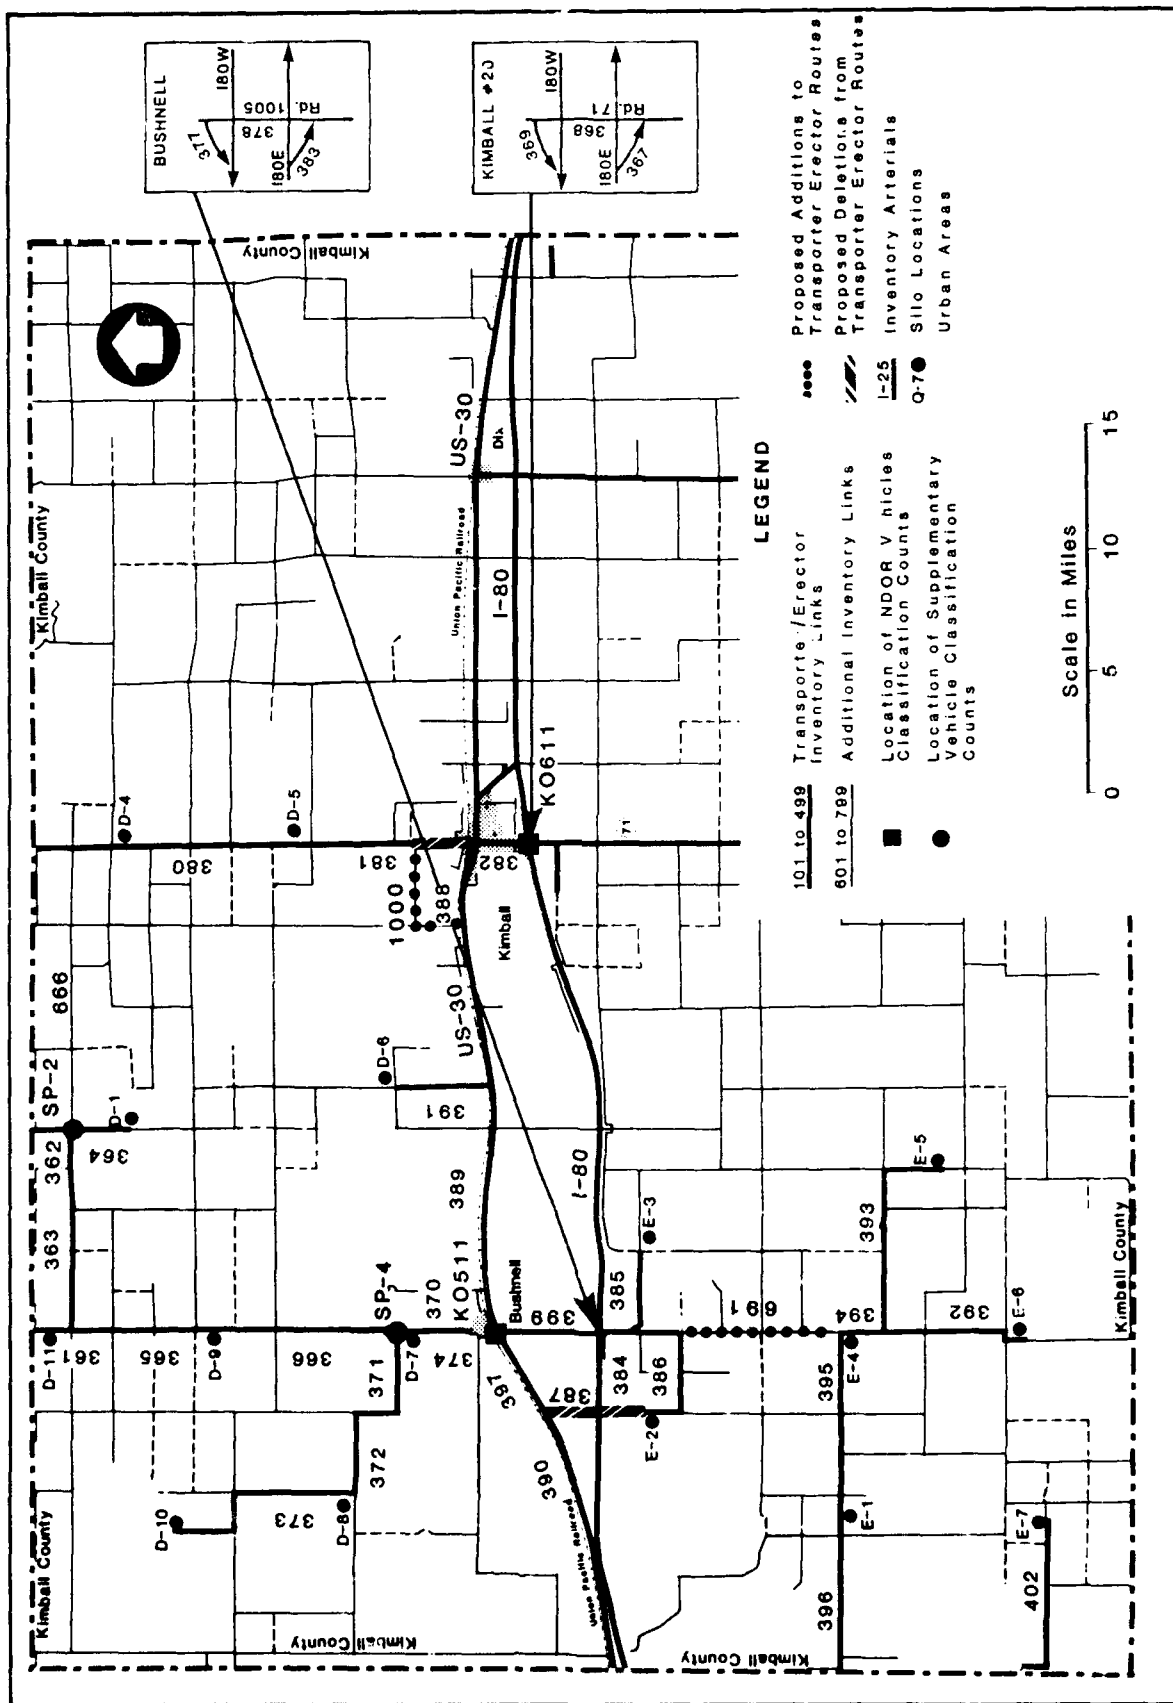 BUSHNELL
377
180W
378
Rd. 1005
180E
383
KIMBALL #20
369
180W
368
Rd. 71
180E
367
Kimball County
Kimball County
Kimball County
Kimball County
Kimball County
Kimball County
Kimball County
D-11
361
363
362
SP-2
364
D-1
666
D-4
380
D-5
D-10
365
D-9
366
373
D-8
372
371
SP-4
D-7
370
374
KO511
Bushnell
389
391
D-6
US-30
1000
381
388
382
Kimball
KO611
71
Union Pacific Railroad
US-30
Dix
I-80
I-80
397
399
390
Union Pacific Railroad
387
384
386
385
E-3
E-2
691
394
393
E-5
395
E-4
392
E-6
396
E-1
402
E-7
LEGEND
101 to 499
Transporte /Erector
Inventory Links
601 to 799
Additional Inventory Links
Location of NDOR V hicles
Classification Counts
Location of Supplementary
Vehicle Classification
Counts
Proposed Additions to
Transporter Erector Routes
Proposed Deletions from
Transporter Erector Routes
I-25
Inventory Arterials
Q-7
Silo Locations
Urban Areas
Scale in Miles
0 5 10 15